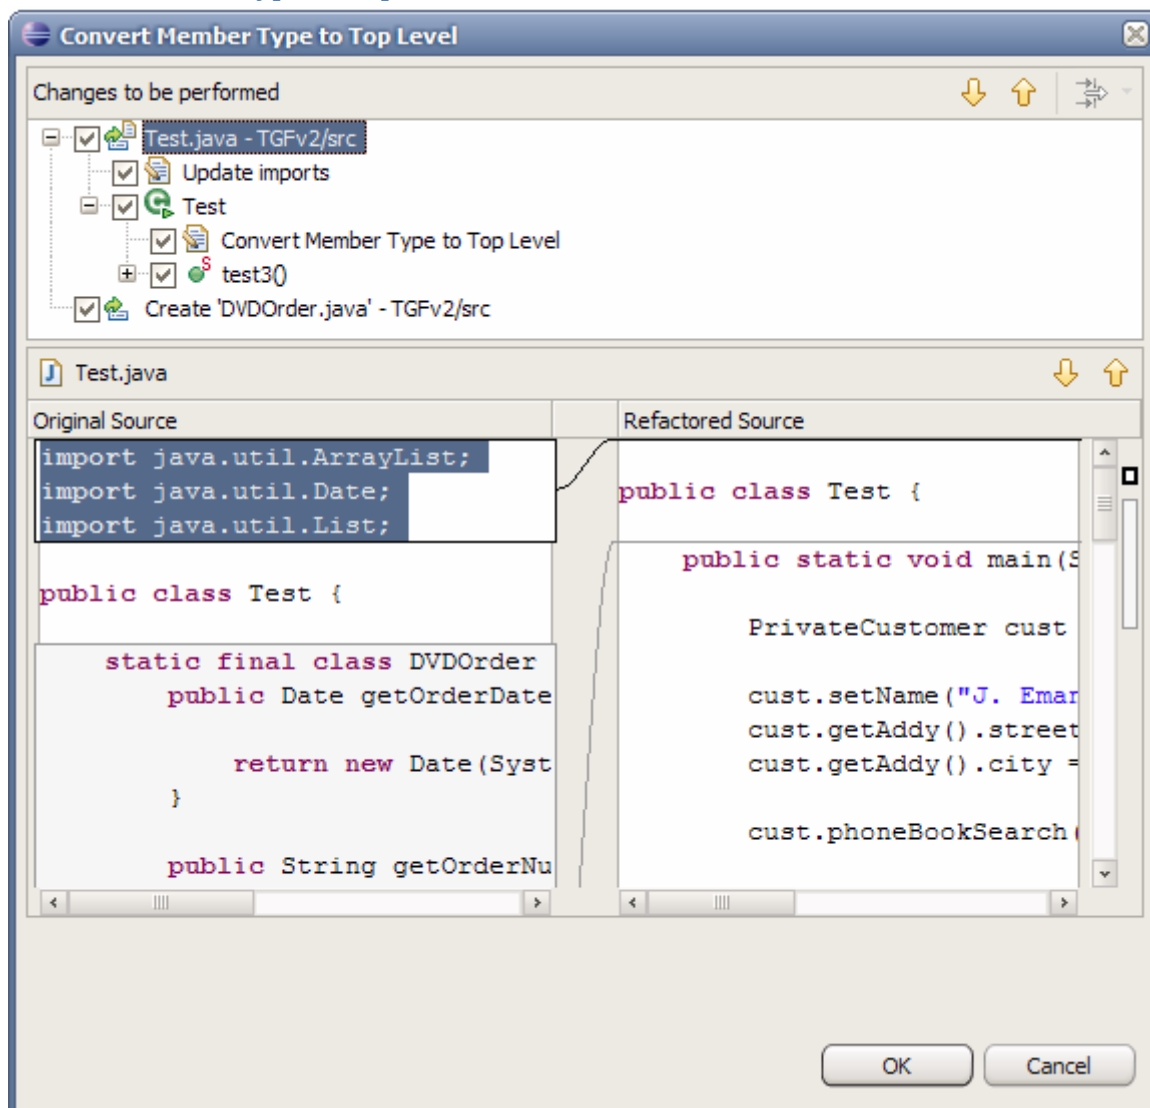 Convert Member Type to Top Level
Changes to be performed
Test.java - TGFv2/src
Update imports
Test
Convert Member Type to Top Level
S
test3()
Create 'DVDOrder.java' - TGFv2/src
J Test.java
Original Source
Refactored Source
import java.util.ArrayList;
import java.util.Date;
import java.util.List;
public class Test {
static final class DVDOrder
public Date getOrderDate
return new Date(Syst
}
public String getOrderNu
public class Test {
public static void main(S
PrivateCustomer cust
cust.setName("J. Eman
cust.getAddy().street
cust.getAddy().city =
cust.phoneBookSearch(
OK
Cancel